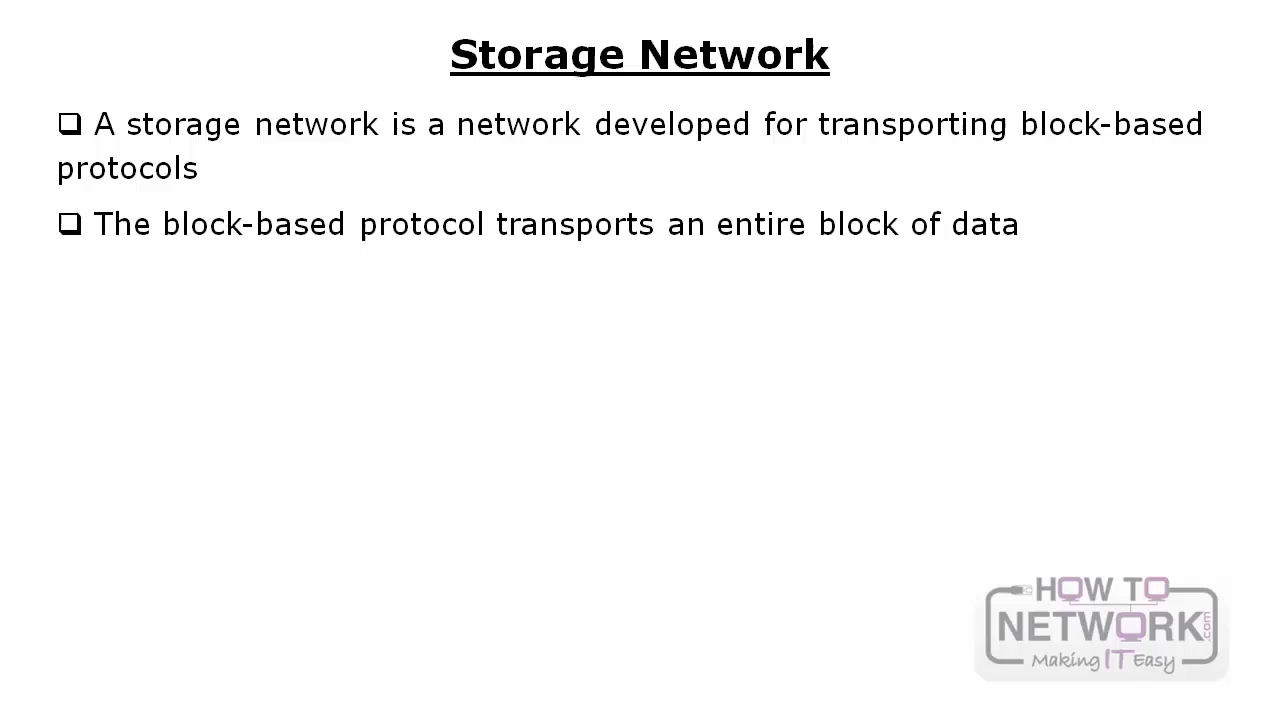 Storage Network
❑ A storage network is a network developed for transporting block-based
protocols
❑ The block-based protocol transports an entire block of data
HOW TO
NETWORK.com
Making IT Easy